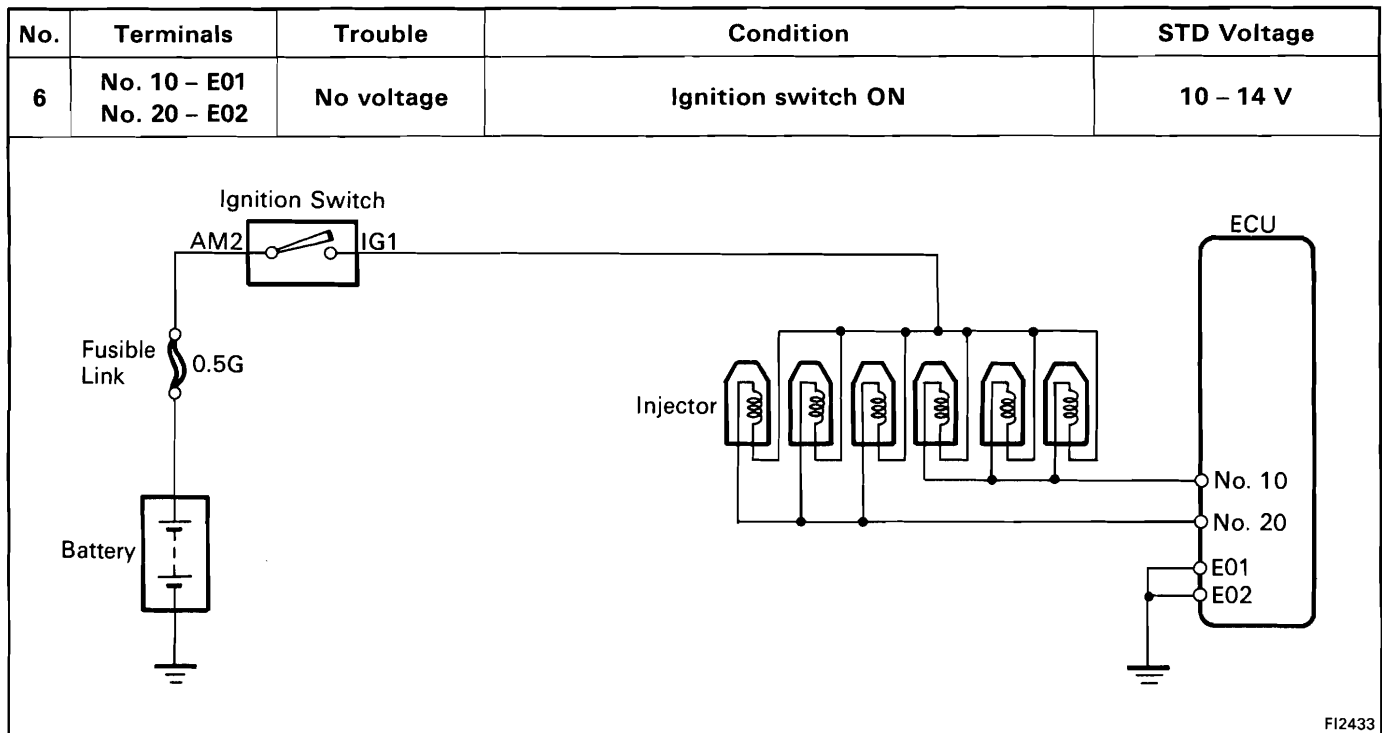 No. Terminals Trouble Condition STD Voltage
6 No. 10 – E01 No. 20 – E02 No voltage Ignition switch ON 10 – 14 V
Ignition Switch
AM2 IG1
ECU
Fusible Link
0.5G
Injector
No. 10
No. 20
Battery
E01
E02
FI2433